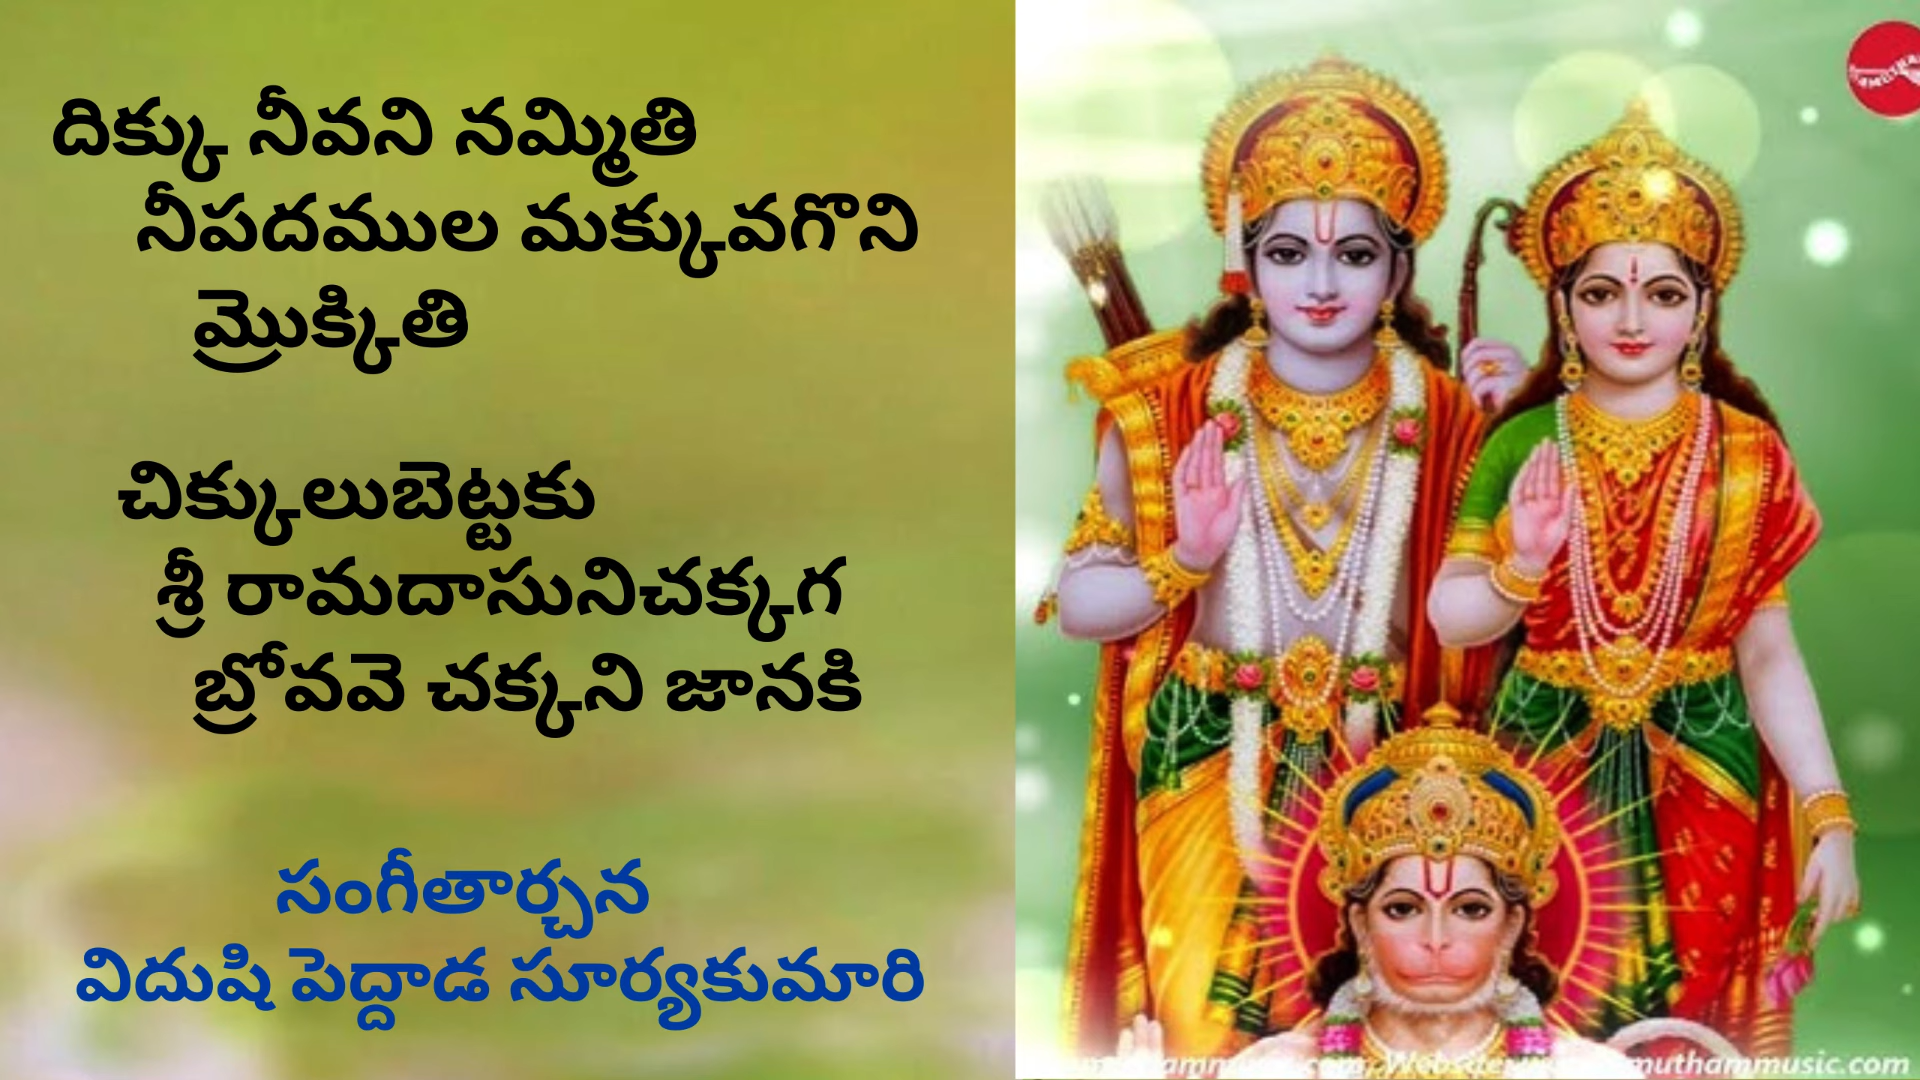 దిక్కు నీవని నమ్మితి
నీపదముల మక్కువగొని
మ్రొక్కితి
చిక్కులుబెట్టకు
శ్రీ రామదాసునిచక్కగ
బ్రోవవె చక్కని జానకి
సంగీతార్చన
విదుషి పెద్దాడ సూర్యకుమారి